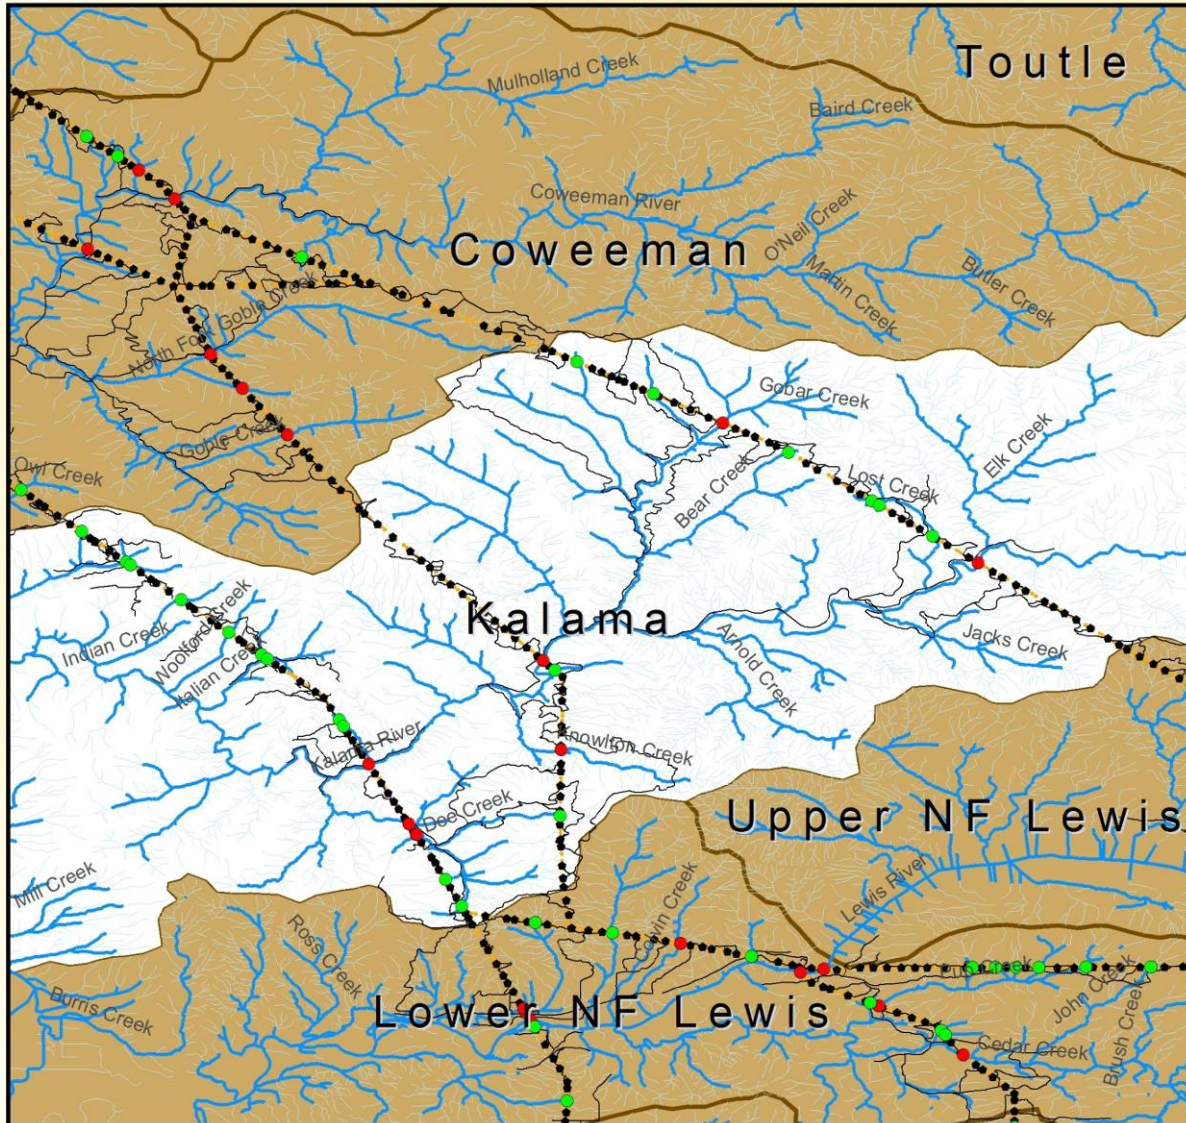 Toutle
Mulholland Creek
Baird Creek
Coweeman River
O'Neil Creek
Coweeman
Martin Creek
Butler Creek
North Fork Goble Creek
Gobar Creek
Goble Creek
Elk Creek
Owl Creek
Lost Creek
Bear Creek
Kalama
Indian Creek
Woolford Creek
Italian Creek
Arnold Creek
Jacks Creek
Kalama River
Knowlton Creek
Dee Creek
Upper NF Lewis
Mill Creek
Lewis River
Colvin Creek
Ross Creek
Pup Creek
John Creek
Burris Creek
Lower NF Lewis
Cedar Creek
Brush Creek